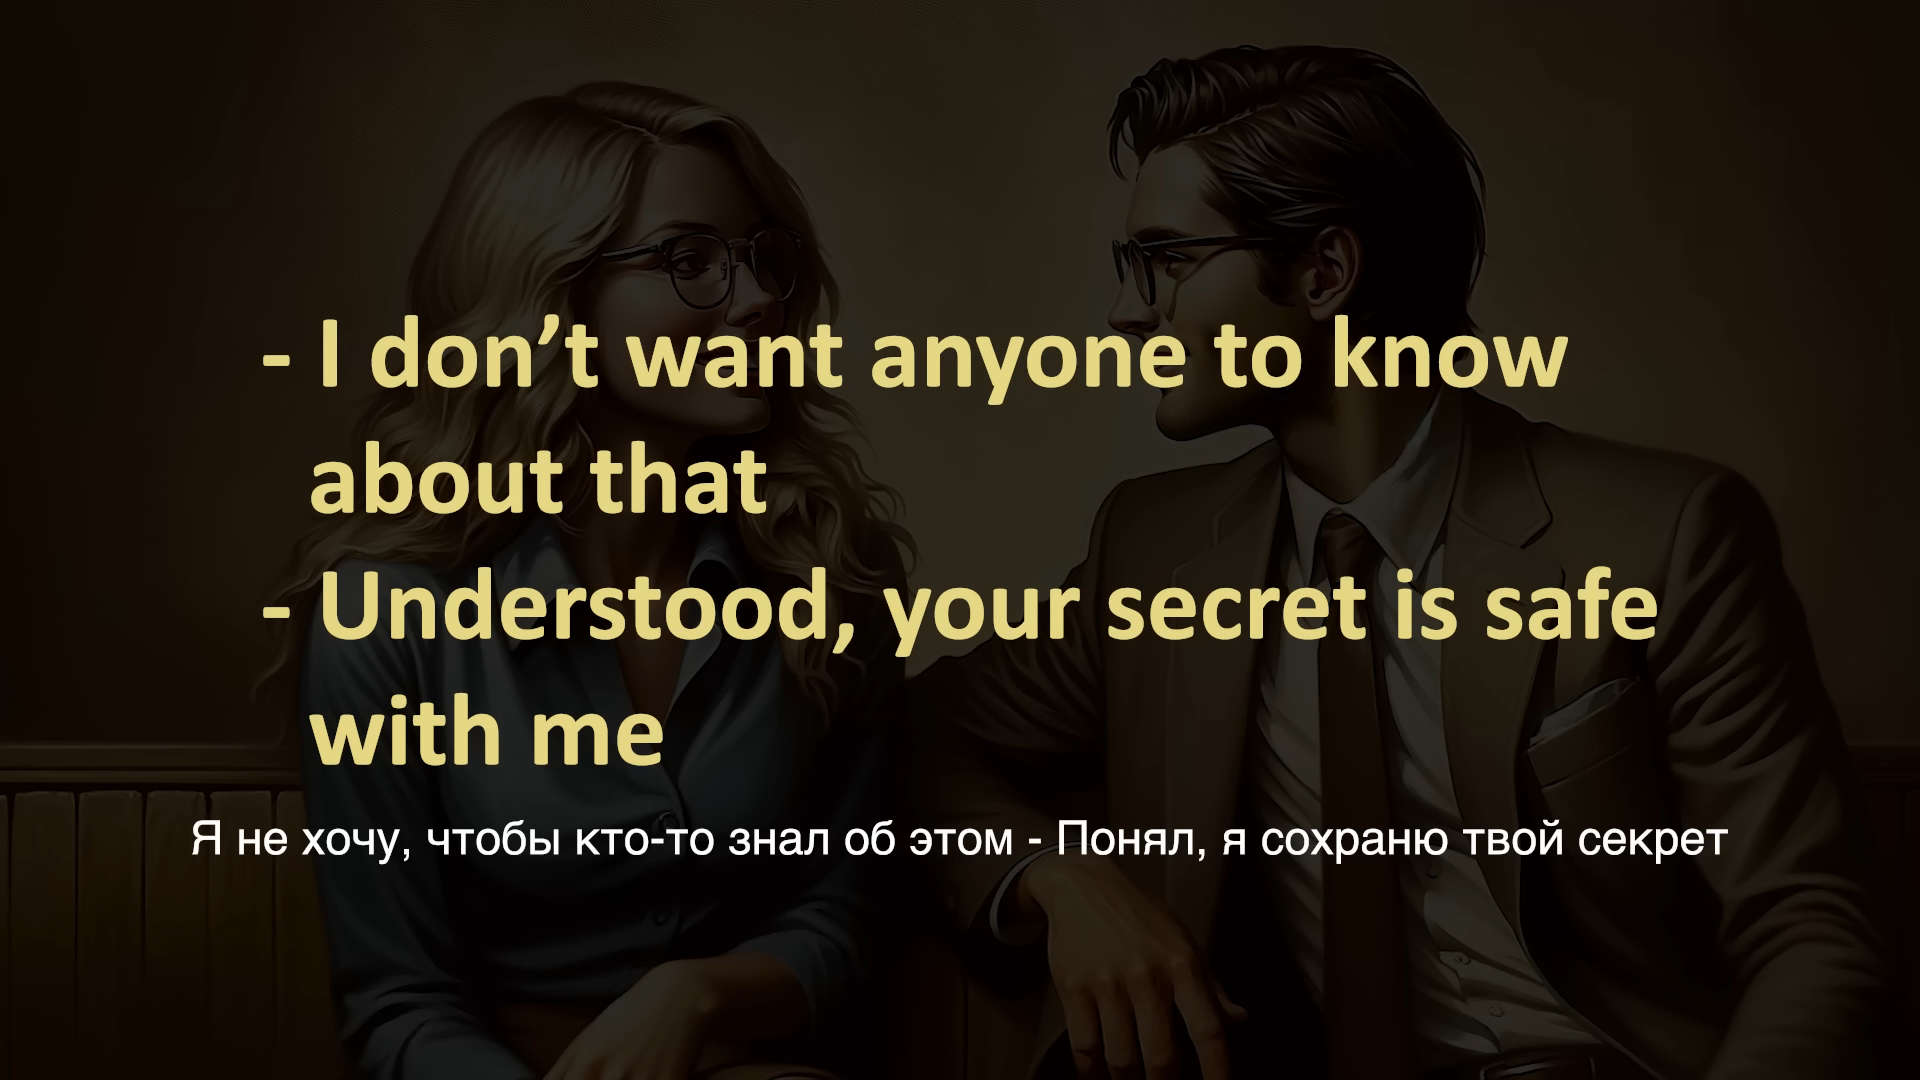 - I don’t want anyone to know
about that
- Understood, your secret is safe
with me
Я не хочу, чтобы кто-то знал об этом - Понял, я сохраню твой секрет